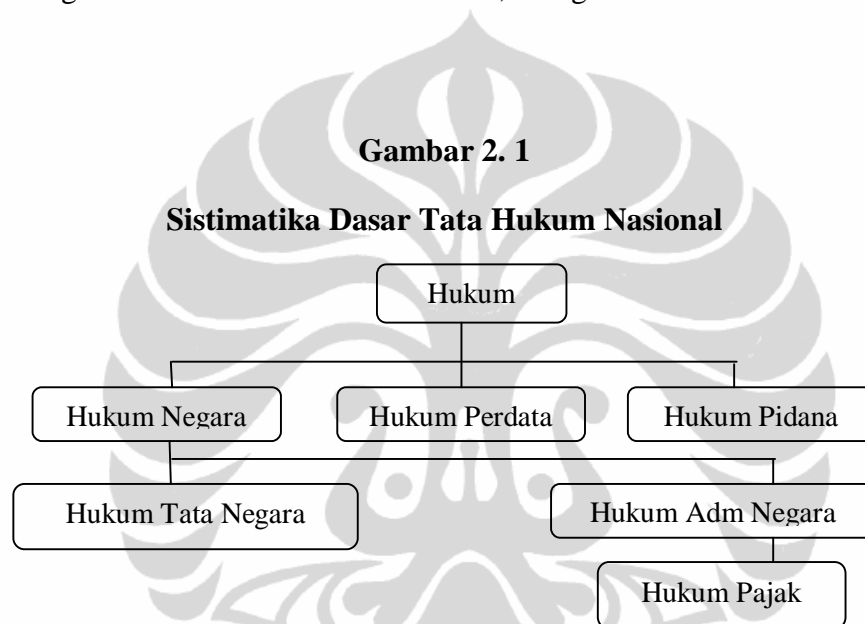 Gambar 2. 1
Sistimatika Dasar Tata Hukum Nasional
Hukum
Hukum Negara
Hukum Perdata
Hukum Pidana
Hukum Tata Negara
Hukum Adm Negara
Hukum Pajak